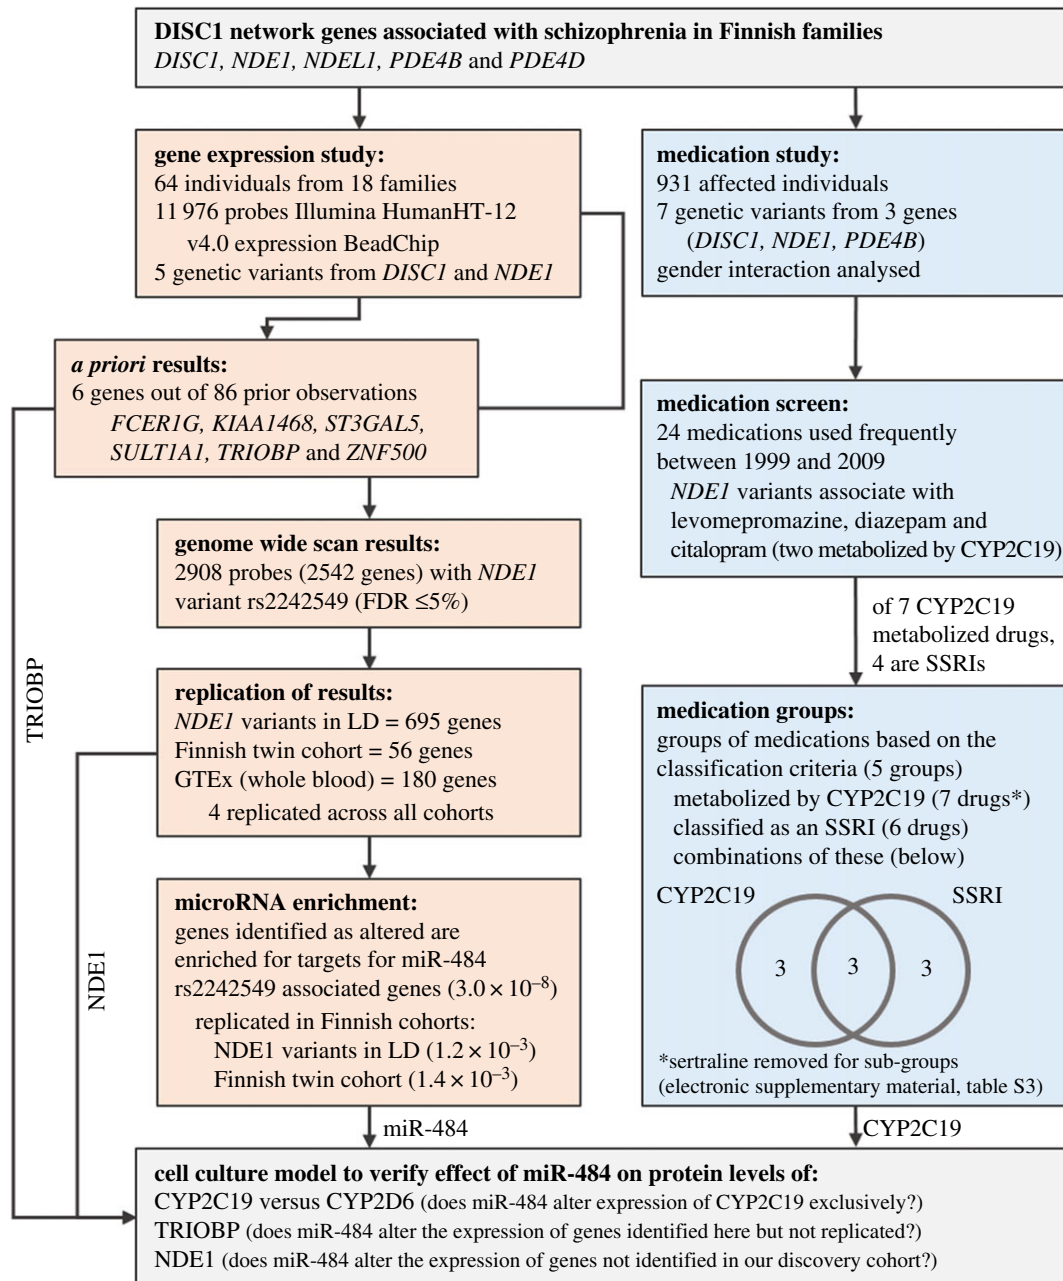 DISC1 network genes associated with schizophrenia in Finnish families
DISC1, NDE1, NDEL1, PDE4B and PDE4D
gene expression study:
64 individuals from 18 families
11 976 probes Illumina HumanHT-12
v4.0 expression BeadChip
5 genetic variants from DISC1 and NDE1
a priori results:
6 genes out of 86 prior observations
FCER1G, KIAA1468, ST3GAL5,
SULT1A1, TRIOBP and ZNF500
genome wide scan results:
2908 probes (2542 genes) with NDE1
variant rs2242549 (FDR ≤5%)
replication of results:
NDE1 variants in LD = 695 genes
Finnish twin cohort = 56 genes
GTEx (whole blood) = 180 genes
4 replicated across all cohorts
microRNA enrichment:
genes identified as altered are
enriched for targets for miR-484
rs2242549 associated genes (3.0 × 10⁻⁸)
replicated in Finnish cohorts:
NDE1 variants in LD (1.2 × 10⁻³)
Finnish twin cohort (1.4 × 10⁻³)
TRIOBP
NDE1
miR-484
medication study:
931 affected individuals
7 genetic variants from 3 genes
(DISC1, NDE1, PDE4B)
gender interaction analysed
medication screen:
24 medications used frequently
between 1999 and 2009
NDE1 variants associate with
levomepromazine, diazepam and
citalopram (two metabolized by CYP2C19)
of 7 CYP2C19
metabolized drugs,
4 are SSRIs
medication groups:
groups of medications based on the
classification criteria (5 groups)
metabolized by CYP2C19 (7 drugs*)
classified as an SSRI (6 drugs)
combinations of these (below)
CYP2C19 SSRI
3 3 3
*sertraline removed for sub-groups
(electronic supplementary material, table S3)
CYP2C19
cell culture model to verify effect of miR-484 on protein levels of:
CYP2C19 versus CYP2D6 (does miR-484 alter expression of CYP2C19 exclusively?)
TRIOBP (does miR-484 alter the expression of genes identified here but not replicated?)
NDE1 (does miR-484 alter the expression of genes not identified in our discovery cohort?)